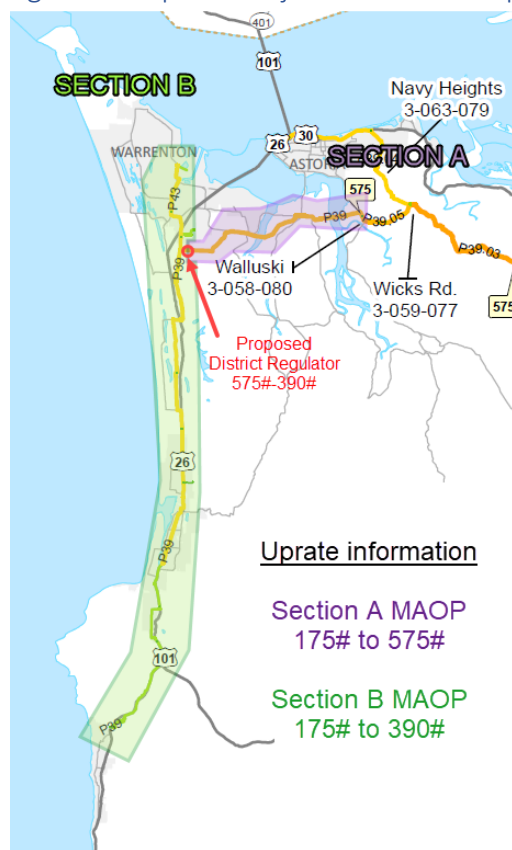 401
101
SECTION B
Navy Heights
3-063-079
30
26
WARRENTON
SECTION A
P43
575
P39
P39.05
P39
Walluski
3-058-080
Wicks Rd.
3-059-077
P39.03
575
Proposed
District Regulator
575#-390#
26
P39
Uprate information
Section A MAOP
175# to 575#
101
Section B MAOP
175# to 390#
P39